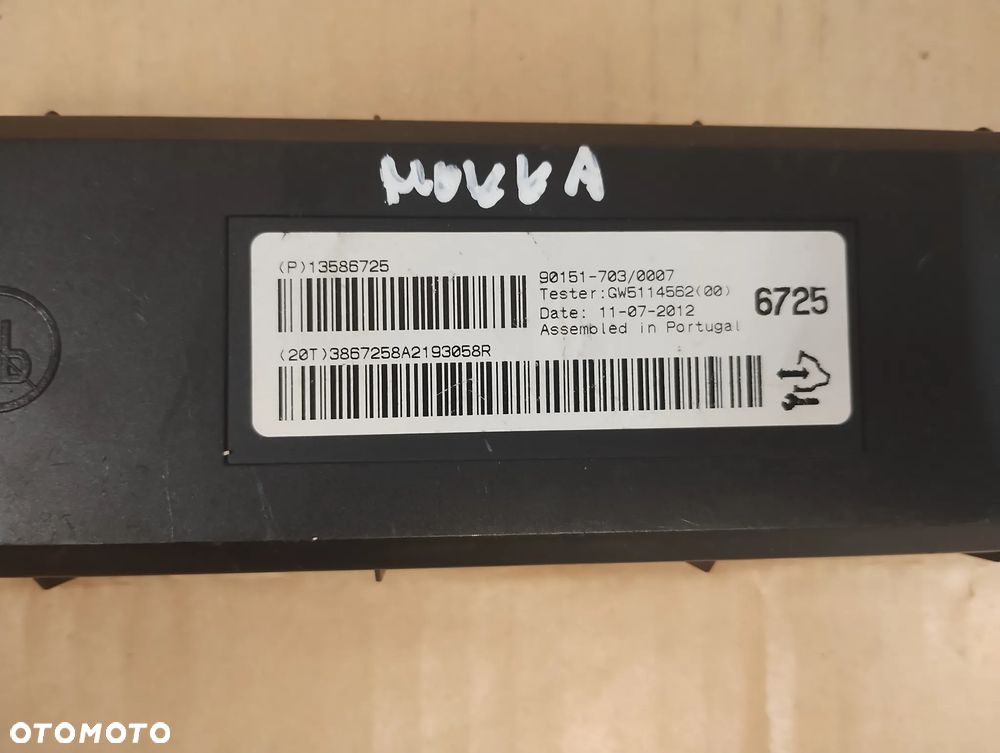 MOKKA
(P)13586725
90151-703/0007
Tester:GW5114562(00)
Date: 11-07-2012
Assembled in Portugal
6725
(20T)3867258A2193058R
OTOMOTO